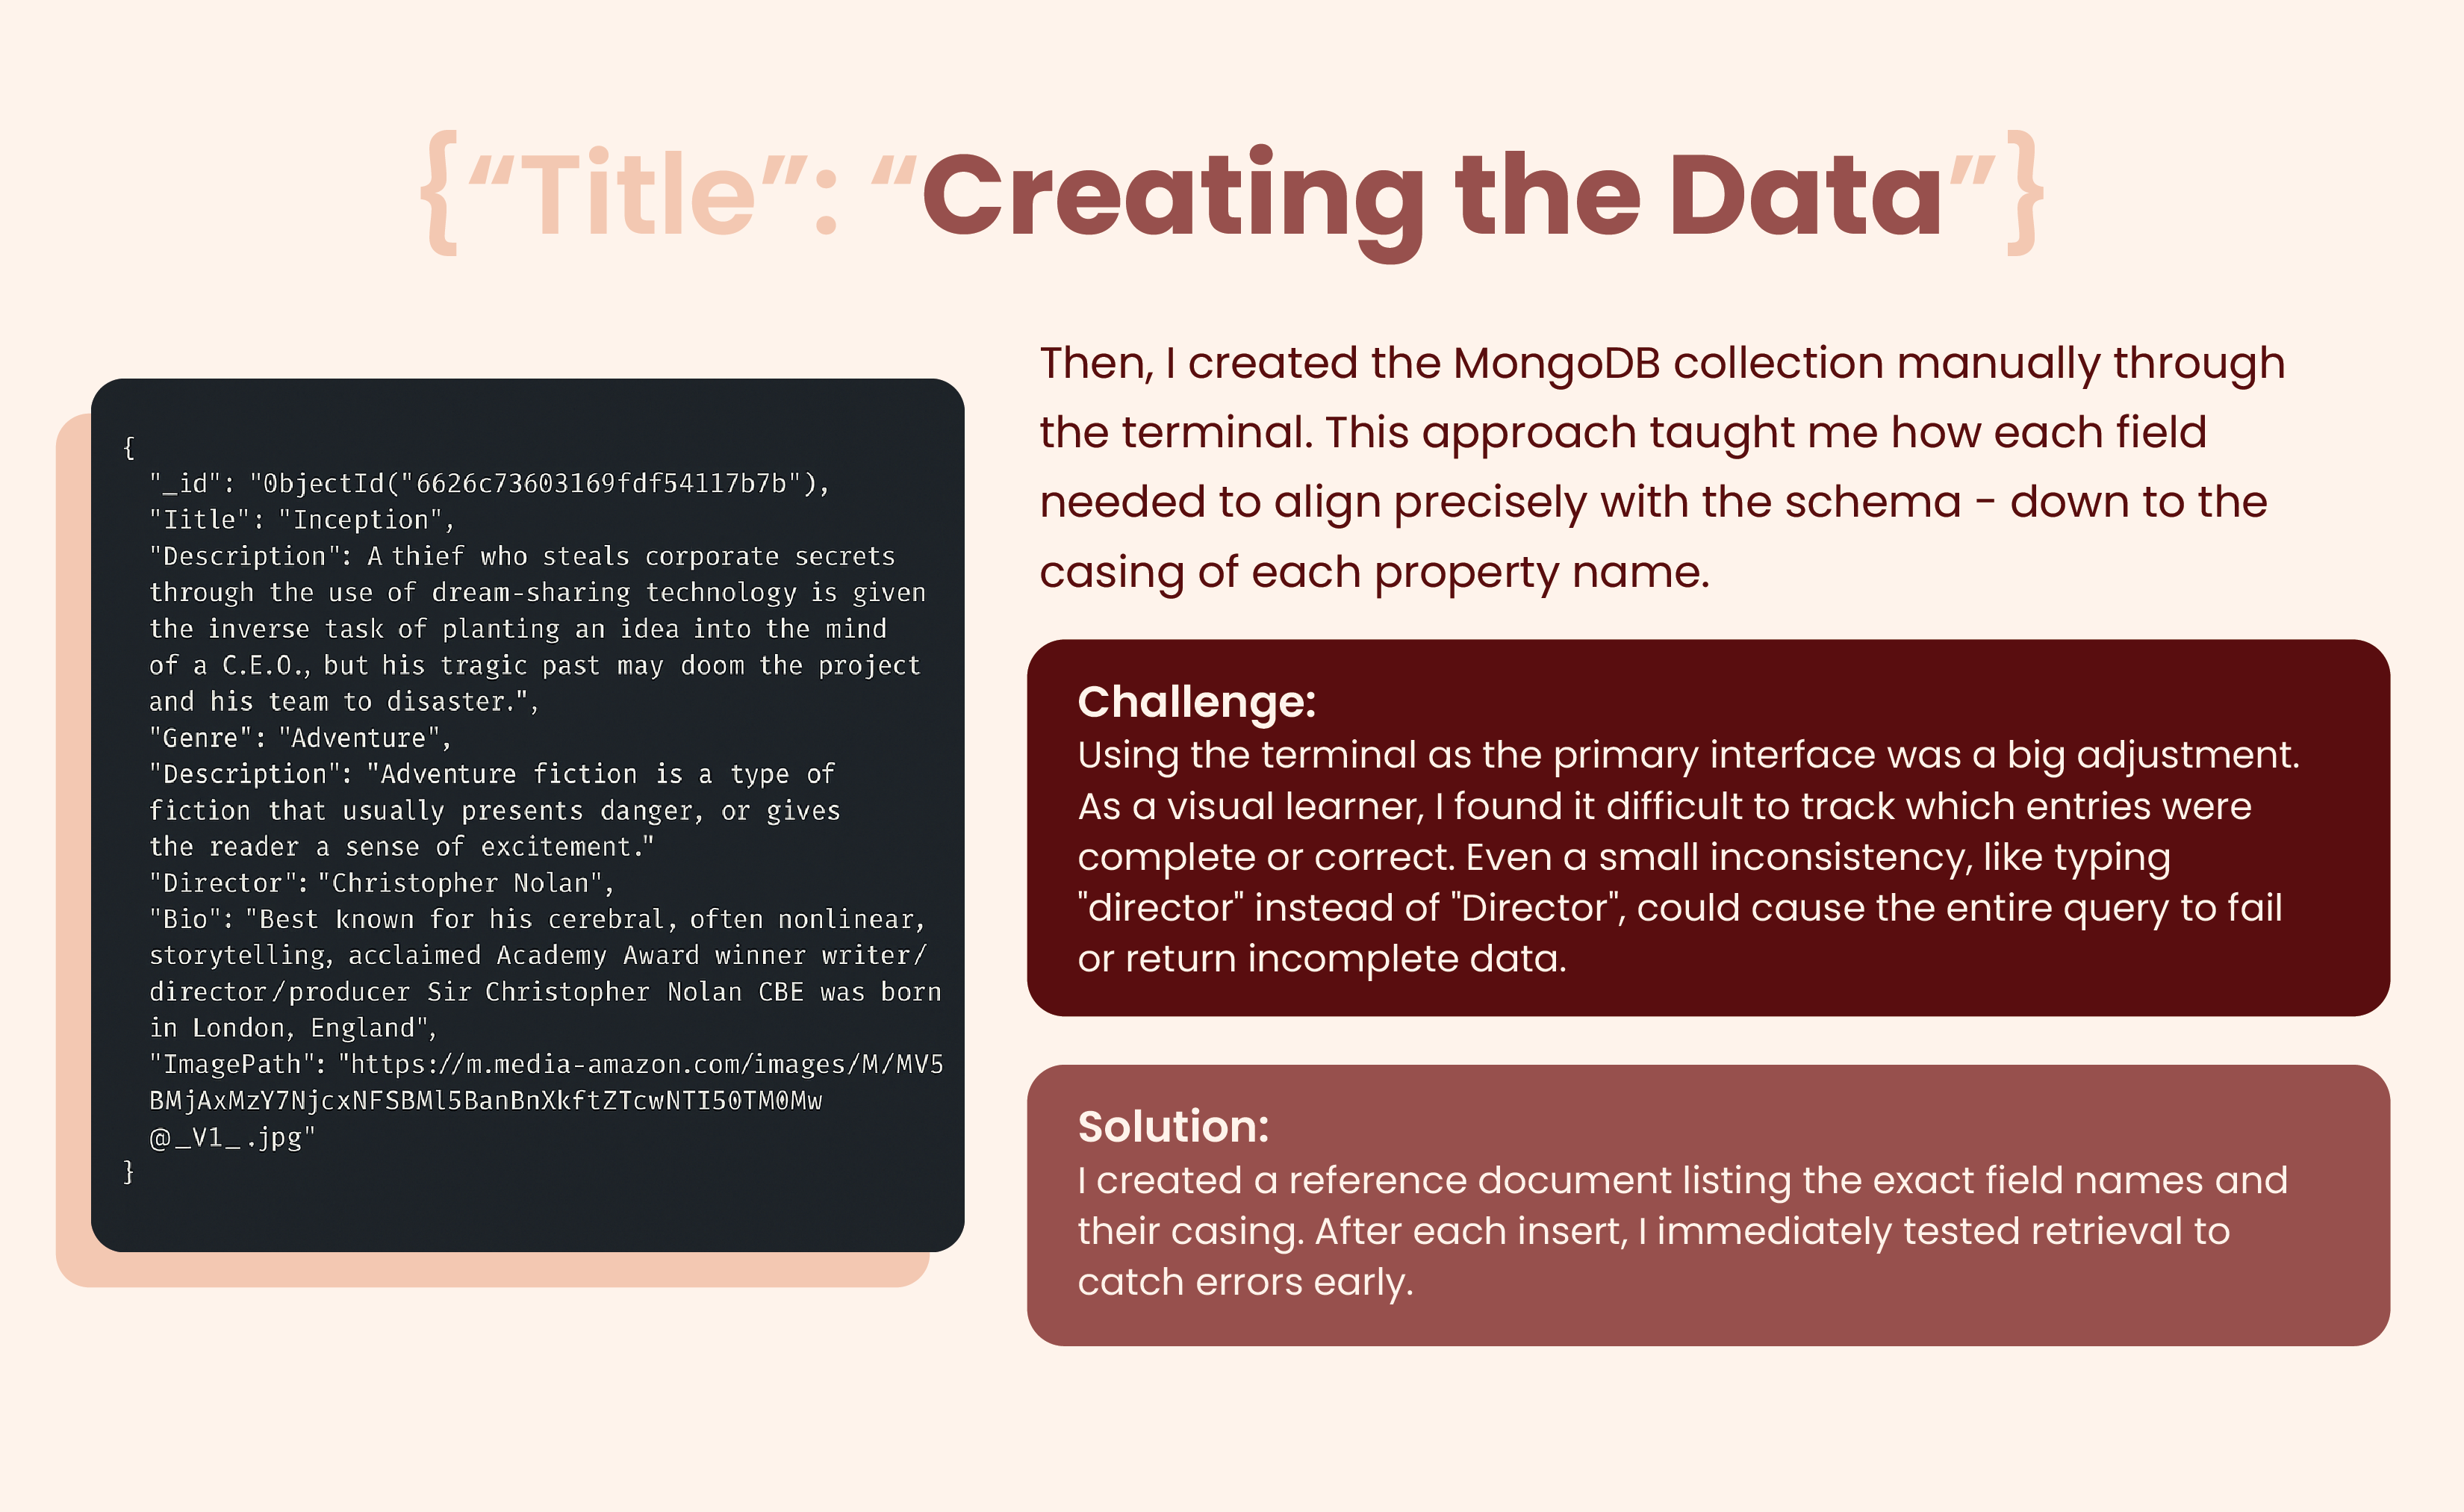 {“Title”: “Creating the Data”}
{
"_id": "0bjectId("6626c73603169fdf54117b7b"),
"Iitle": "Inception",
"Description": A thief who steals corporate secrets
through the use of dream-sharing technology is given
the inverse task of planting an idea into the mind
of a C.E.O., but his tragic past may doom the project
and his team to disaster.",
"Genre": "Adventure",
"Description": "Adventure fiction is a type of
fiction that usually presents danger, or gives
the reader a sense of excitement."
"Director": "Christopher Nolan",
"Bio": "Best known for his cerebral, often nonlinear,
storytelling, acclaimed Academy Award winner writer/
director/producer Sir Christopher Nolan CBE was born
in London, England",
"ImagePath": "https://m.media-amazon.com/images/M/MV5
BMjAxMzY7NjcxNFSBMl5BanBnXkftZTcwNTI50TM0Mw
@_V1_.jpg"
}
Then, I created the MongoDB collection manually through
the terminal. This approach taught me how each field
needed to align precisely with the schema - down to the
casing of each property name.
Challenge:
Using the terminal as the primary interface was a big adjustment.
As a visual learner, I found it difficult to track which entries were
complete or correct. Even a small inconsistency, like typing
"director" instead of "Director", could cause the entire query to fail
or return incomplete data.
Solution:
I created a reference document listing the exact field names and
their casing. After each insert, I immediately tested retrieval to
catch errors early.